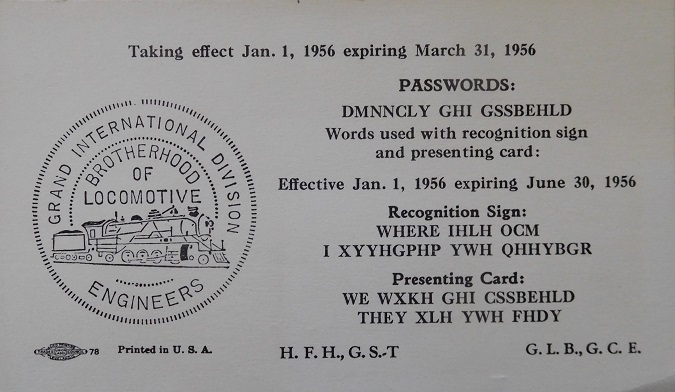 Taking effect Jan. 1, 1956 expiring March 31, 1956
PASSWORDS:
DMNNCLY GHI GSSBEHLD
Words used with recognition sign
and presenting card:
Effective Jan. 1, 1956 expiring June 30, 1956
Recognition Sign:
WHERE IHLH OCM
I XYYHGPHP YWH QHHYBGR
Presenting Card:
WE WXKH GHI CSSBEHLD
THEY XLH YWH FHDY
GRAND INTERNATIONAL DIVISION
BROTHERHOOD
OF
LOCOMOTIVE
ENGINEERS
78 Printed in U. S. A.
H. F. H., G. S.-T
G. L. B., G. C. E.